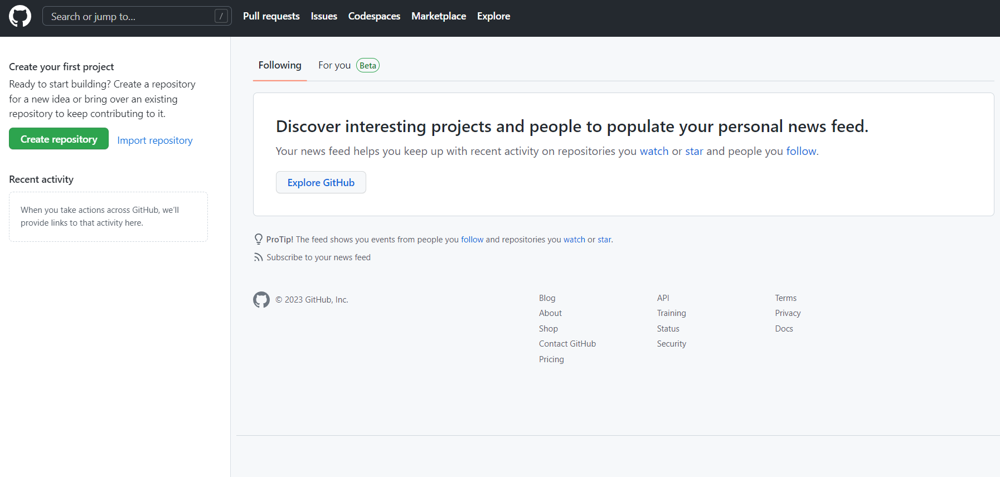 Search or jump to... /
Pull requests
Issues
Codespaces
Marketplace
Explore
Create your first project
Ready to start building? Create a repository
for a new idea or bring over an existing
repository to keep contributing to it.
Create repository
Import repository
Recent activity
When you take actions across GitHub, we’ll
provide links to that activity here.
Following
For you
Beta
Discover interesting projects and people to populate your personal news feed.
Your news feed helps you keep up with recent activity on repositories you watch or star and people you follow.
Explore GitHub
ProTip! The feed shows you events from people you follow and repositories you watch or star.
Subscribe to your news feed
© 2023 GitHub, Inc.
Blog
About
Shop
Contact GitHub
Pricing
API
Training
Status
Security
Terms
Privacy
Docs